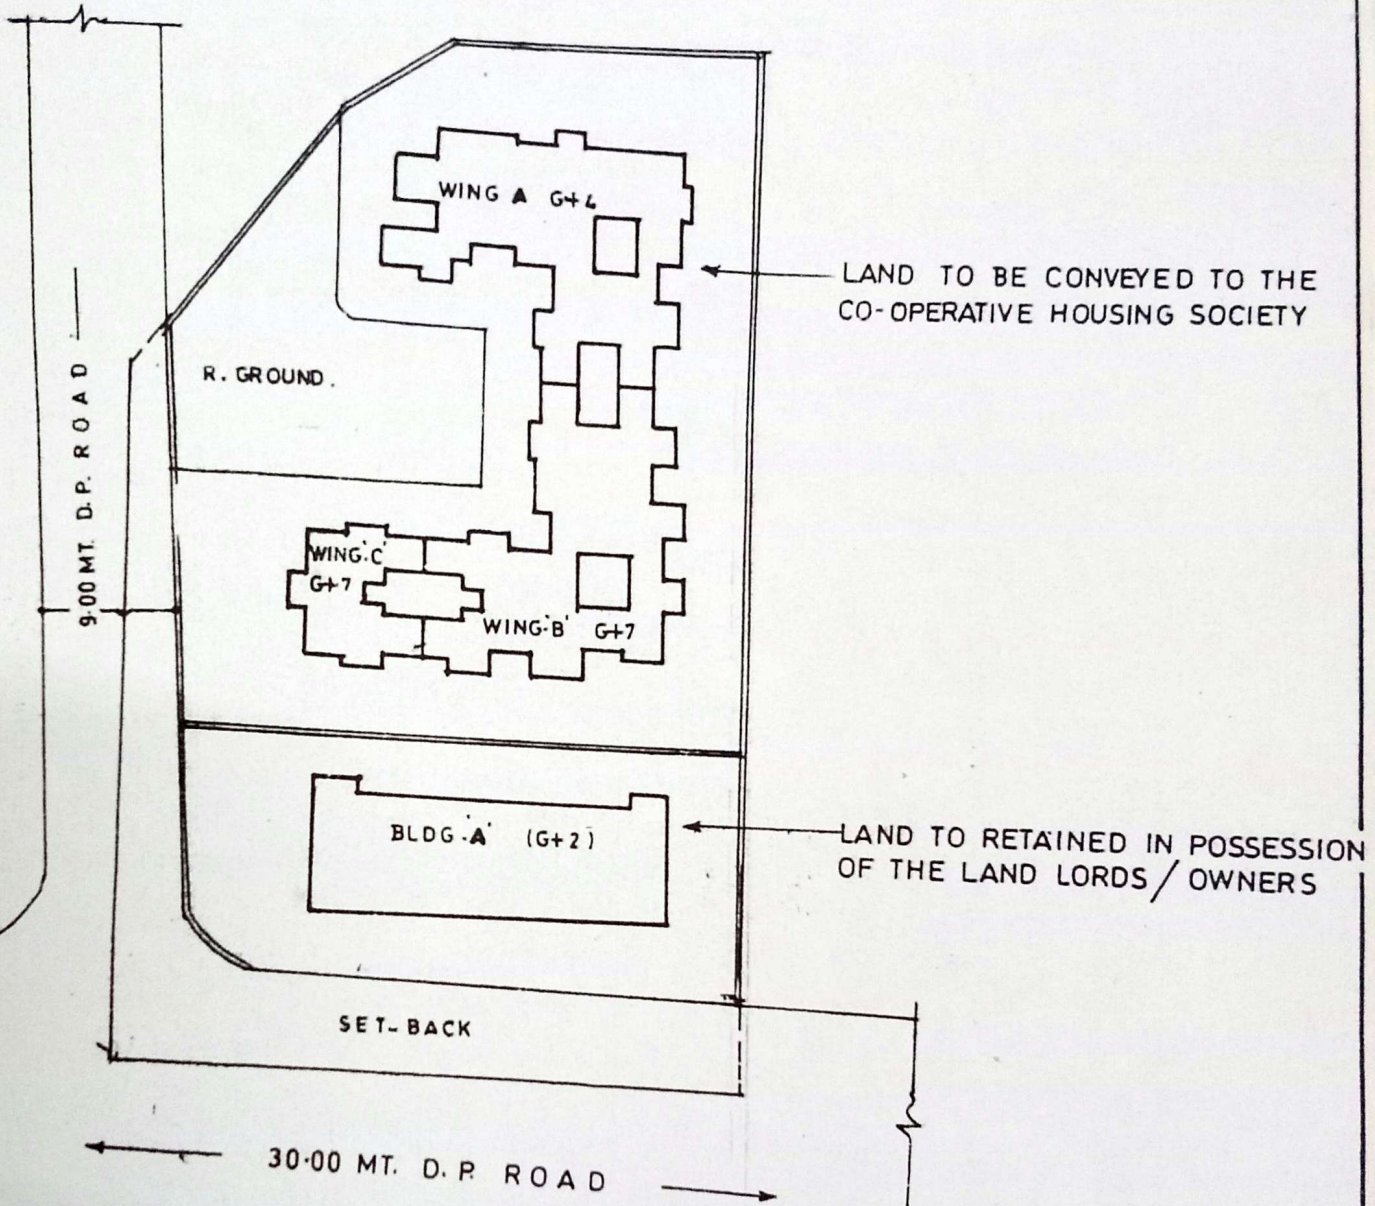 WING A G+4
LAND TO BE CONVEYED TO THE
CO-OPERATIVE HOUSING SOCIETY
R. GROUND.
9.00 MT. D.P. ROAD
WING.'C'
G+7
WING.'B' G+7
BLDG.'A' (G+2)
LAND TO RETAINED IN POSSESSION
OF THE LAND LORDS / OWNERS
SET-BACK
30.00 MT. D.P. ROAD